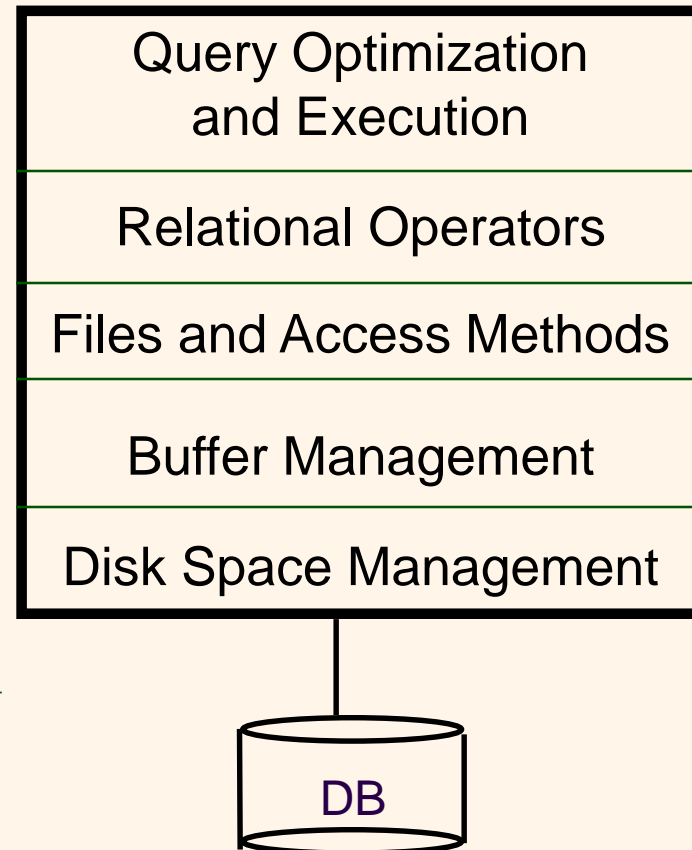 Query Optimization
and Execution
Relational Operators
Files and Access Methods
Buffer Management
Disk Space Management
DB